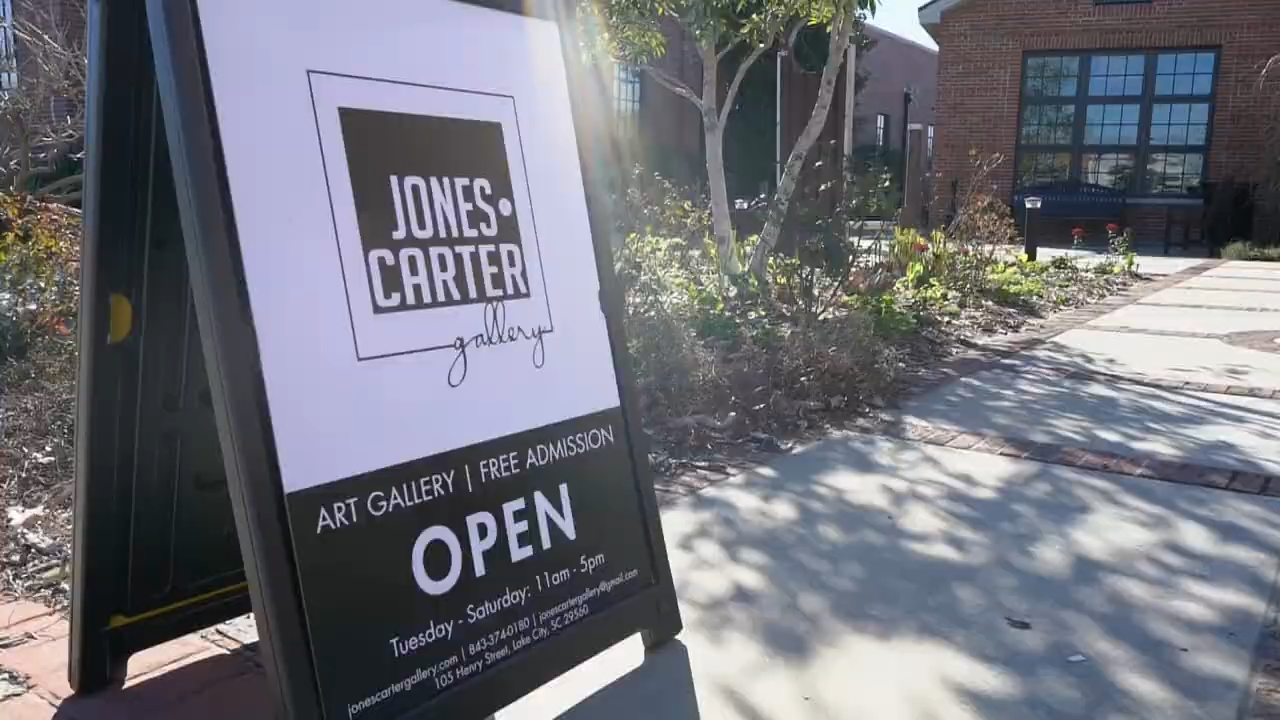 JONES•
CARTER
gallery
ART GALLERY | FREE ADMISSION
OPEN
Tuesday - Saturday: 11am - 5pm
jonescartergallery.com | 843-374-0180 | jonescartergallery@gmail.com
105 Henry Street, Lake City, SC 29560